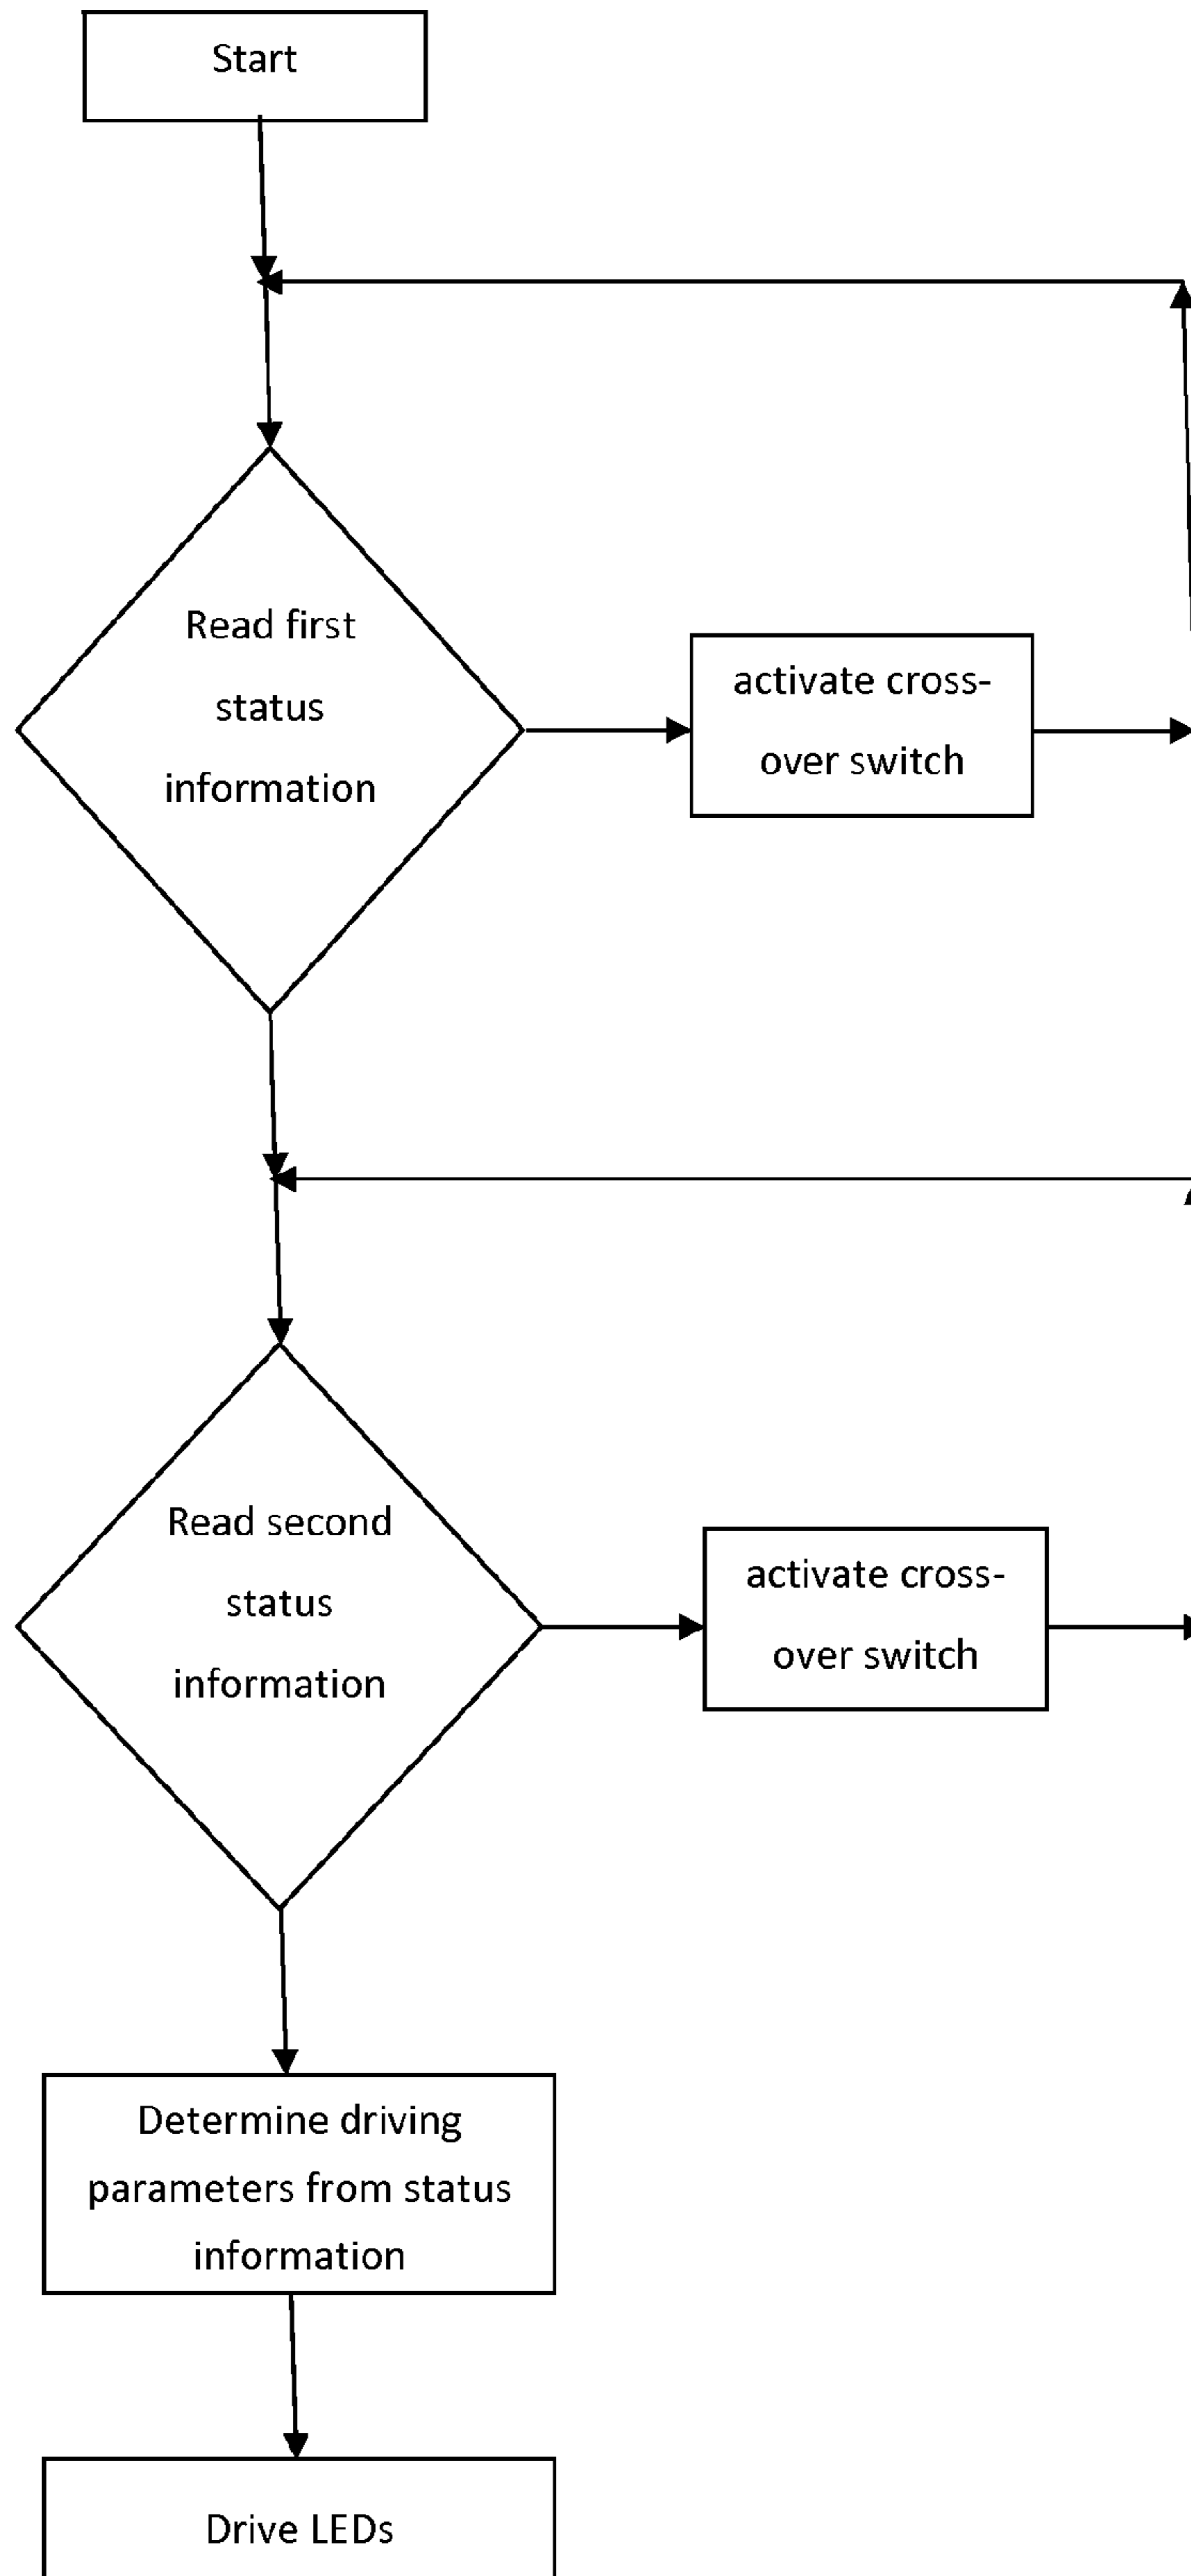 Start
Read first
status
information
activate cross-
over switch
Read second
status
information
activate cross-
over switch
Determine driving
parameters from status
information
Drive LEDs